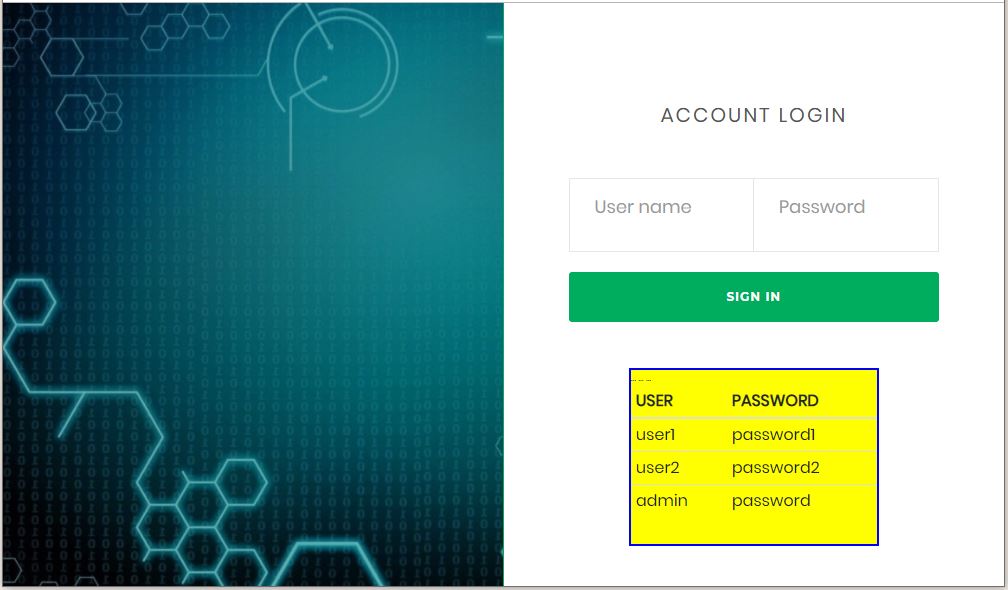 ACCOUNT LOGIN
User name Password
SIGN IN
USER PASSWORD
user1 password1
user2 password2
admin password